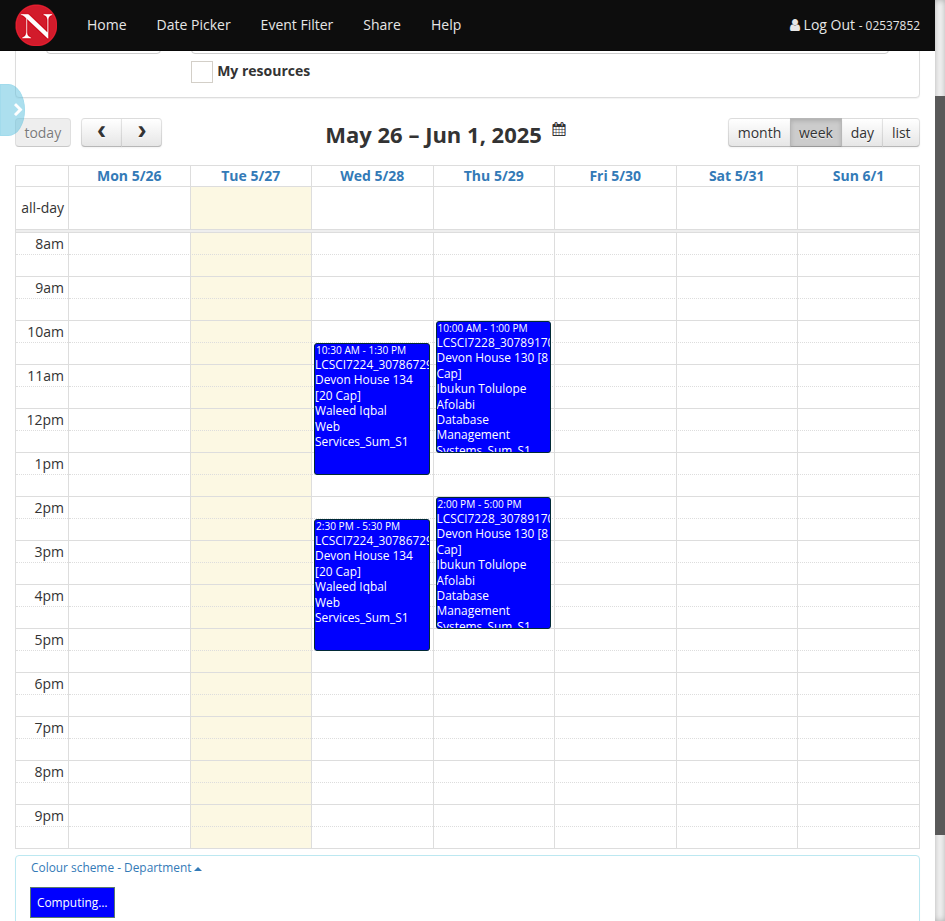 N Home Date Picker Event Filter Share Help Log Out - 02537852
My resources
today May 26 – Jun 1, 2025 month week day list
Mon 5/26 Tue 5/27 Wed 5/28 Thu 5/29 Fri 5/30 Sat 5/31 Sun 6/1
all-day
8am
9am
10am
11am
12pm
1pm
2pm
3pm
4pm
5pm
6pm
7pm
8pm
9pm
10:30 AM - 1:30 PM
LCSCI7224_3078672
Devon House 134
[20 Cap]
Waleed Iqbal
Web
Services_Sum_S1
2:30 PM - 5:30 PM
LCSCI7224_3078672
Devon House 134
[20 Cap]
Waleed Iqbal
Web
Services_Sum_S1
10:00 AM - 1:00 PM
LCSCI7228_3078917
Devon House 130 [8
Cap]
Ibukun Tolulope
Afolabi
Database
Management
Systems_Sum_S1
2:00 PM - 5:00 PM
LCSCI7228_3078917
Devon House 130 [8
Cap]
Ibukun Tolulope
Afolabi
Database
Management
Systems_Sum_S1
Colour scheme - Department
Computing...